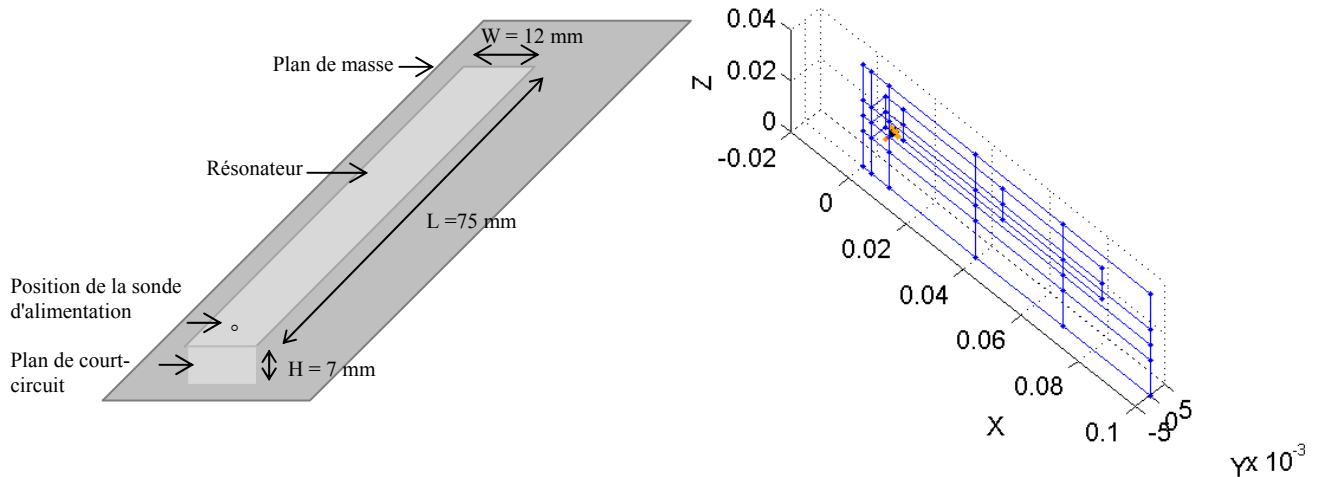 W = 12 mm
Plan de masse
Résonateur
L =75 mm
Position de la sonde
d'alimentation
Plan de court-
circuit
H = 7 mm
0.04
0.02
0
Z
-0.02
0
0.02
0.04
0.06
0.08
0.1
X
-5
0
5
Y
x 10-3